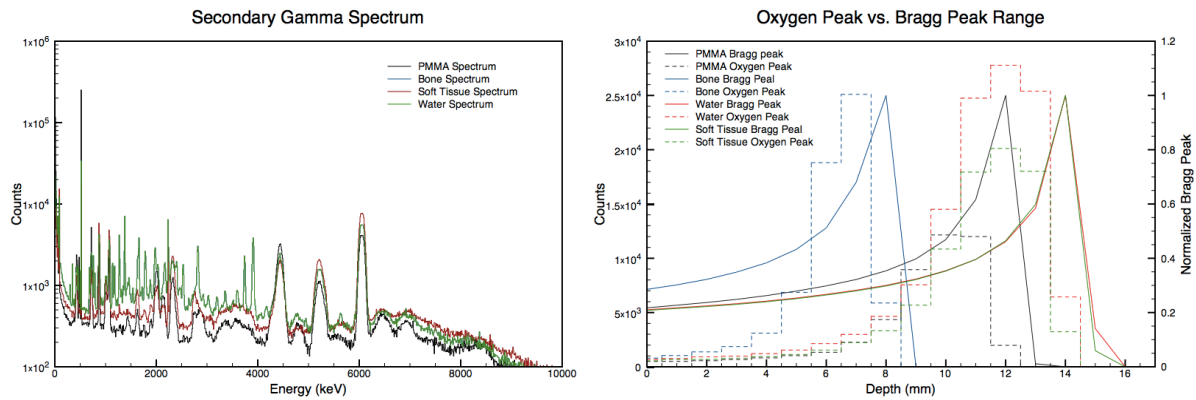 Secondary Gamma Spectrum
1x10^6
1x10^5
1x10^4
1x10^3
1x10^2
Counts
PMMA Spectrum
Bone Spectrum
Soft Tissue Spectrum
Water Spectrum
0 2000 4000 6000 8000 10000
Energy (keV)
Oxygen Peak vs. Bragg Peak Range
3x10^4
2.5x10^4
2x10^4
1.5x10^4
1x10^4
5x10^3
0
Counts
PMMA Bragg peak
PMMA Oxygen Peak
Bone Bragg Peal
Bone Oxygen Peak
Water Bragg Peak
Water Oxygen Peak
Soft Tissue Bragg Peal
Soft Tissue Oxygen Peak
1.2
1
0.8
0.6
0.4
0.2
0
Normalized Bragg Peak
0 2 4 6 8 10 12 14 16
Depth (mm)